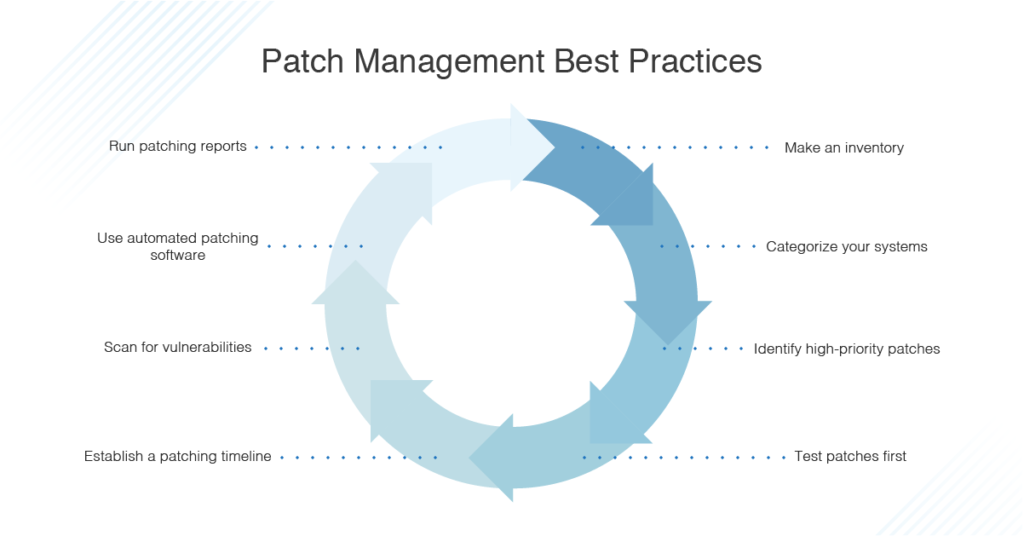 Patch Management Best Practices
Run patching reports
Make an inventory
Use automated patching
software
Categorize your systems
Scan for vulnerabilities
Identify high-priority patches
Establish a patching timeline
Test patches first